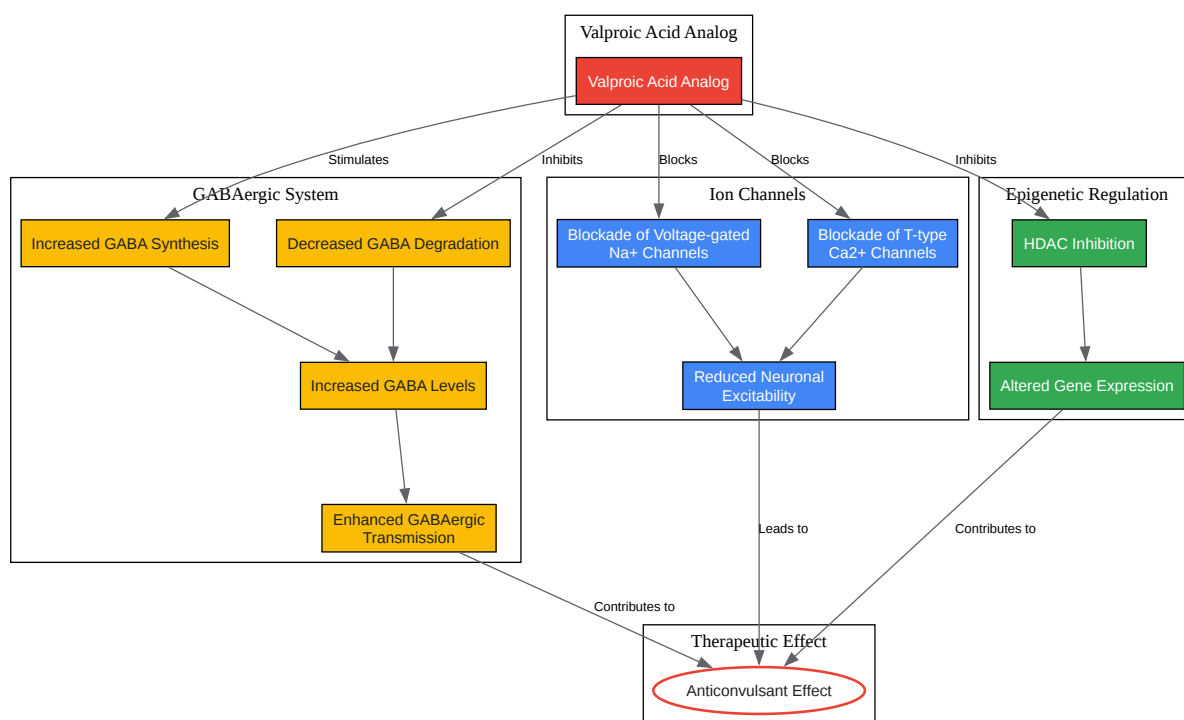 Valproic Acid Analog
Valproic Acid Analog
Stimulates
Inhibits
Blocks
Blocks
Inhibits
GABAergic System
Ion Channels
Epigenetic Regulation
Increased GABA Synthesis
Decreased GABA Degradation
Blockade of Voltage-gated
Na+ Channels
Blockade of T-type
Ca2+ Channels
HDAC Inhibition
Increased GABA Levels
Reduced Neuronal
Excitability
Altered Gene Expression
Enhanced GABAergic
Transmission
Leads to
Contributes to
Contributes to
Therapeutic Effect
Anticonvulsant Effect